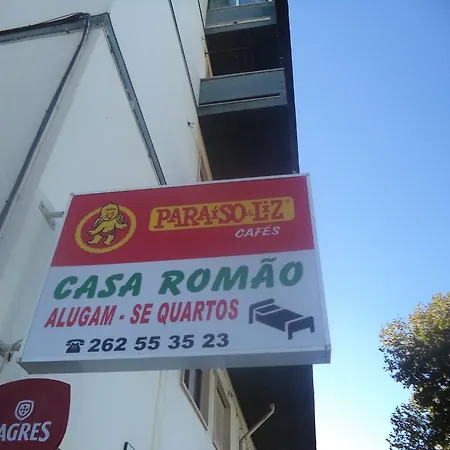 PARAÍSO LIZ
CAFÉS
CASA ROMÃO
ALUGAM - SE QUARTOS
☎ 262 55 35 23
AGRES